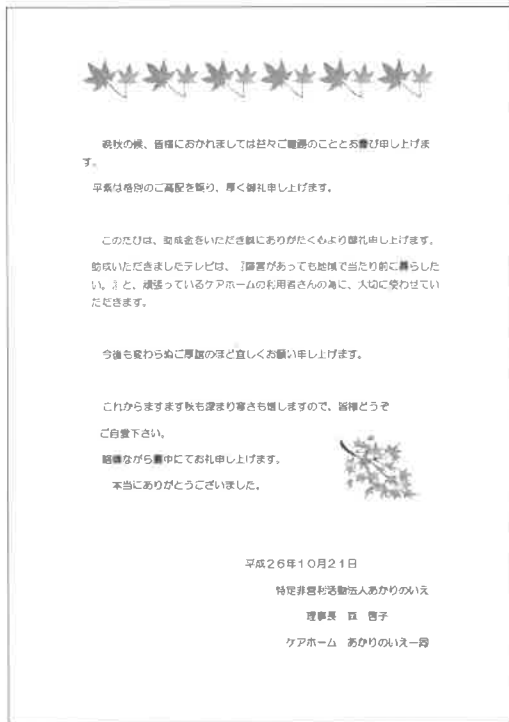 晩秋の候、皆様におかれましては益々ご健勝のこととお慶び申し上げま
す。
平素は格別のご高配を賜り、厚く御礼申し上げます。
このたびは、助成金をいただき誠にありがたく心より御礼申し上げます。
助成いただきましたテレビは、『障害があっても地域で当たり前に暮らした
い。』と、頑張っているケアホームの利用者さんの為に、大切に使わせてい
ただきます。
今後も変わらぬご厚誼のほど宜しくお願い申し上げます。
これからますます秋も深まり寒さも増しますので、皆様どうぞ
ご自愛下さい。
略儀ながら書中にてお礼申し上げます。
本当にありがとうございました。
平成26年10月21日
特定非営利活動法人あかりのいえ
理事長 森 啓子
ケアホーム あかりのいえ一同